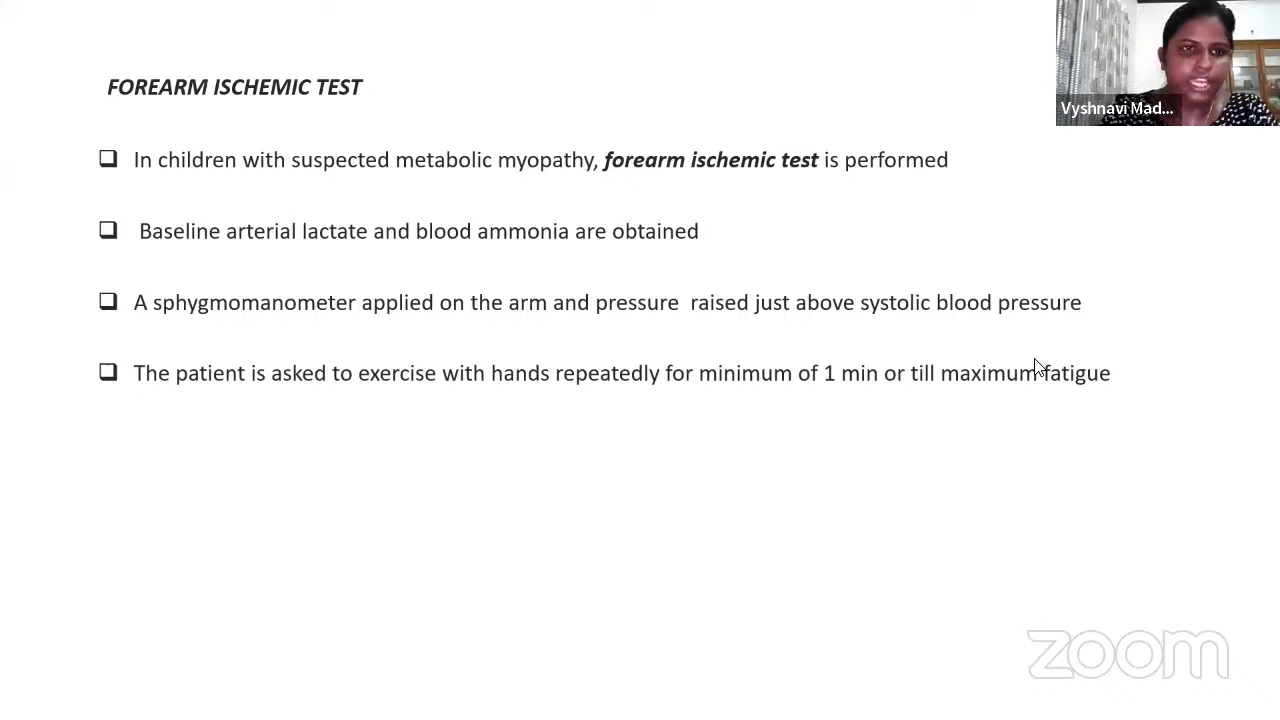 FOREARM ISCHEMIC TEST
Vyshnavi Mad...
In children with suspected metabolic myopathy, forearm ischemic test is performed
Baseline arterial lactate and blood ammonia are obtained
A sphygmomanometer applied on the arm and pressure raised just above systolic blood pressure
The patient is asked to exercise with hands repeatedly for minimum of 1 min or till maximum fatigue
zoom